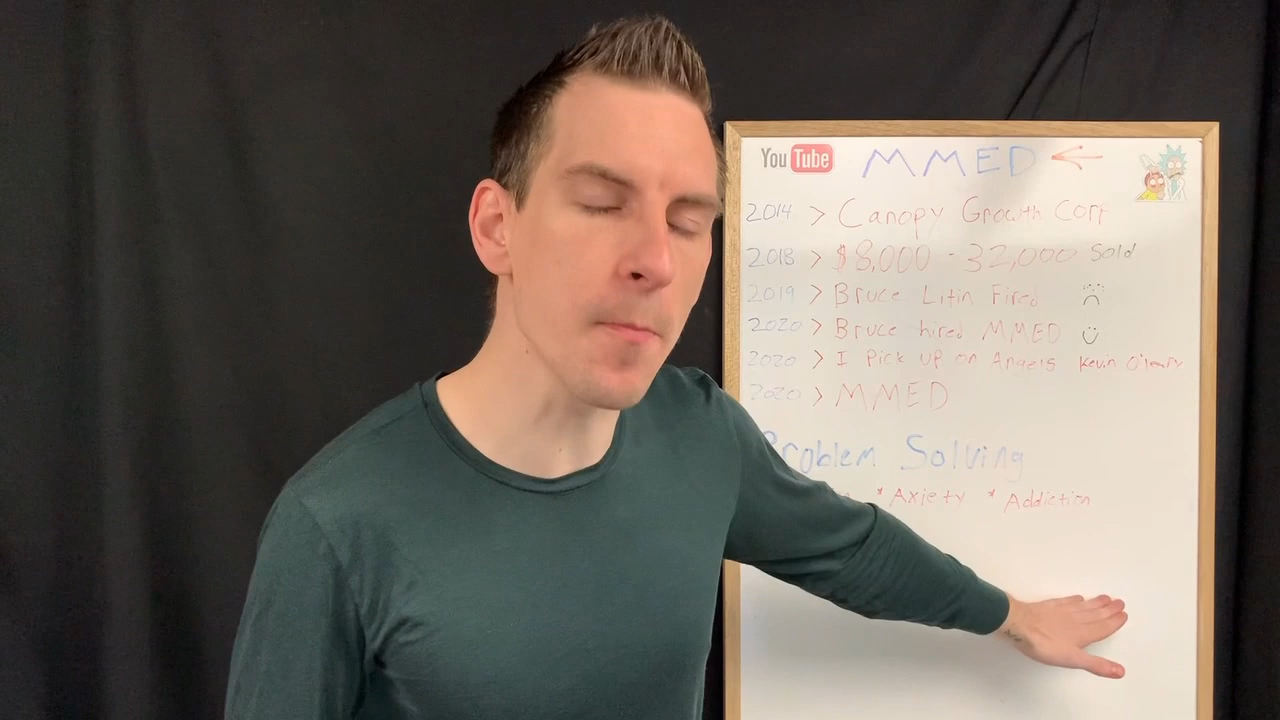 YouTube MMED ←
2014 > Canopy Growth Corp
2018 > $8,000 - 32,000 Sold
2019 > Bruce Litin Fired
2020 > Bruce hired MMED
2020 > I Pick up on Angels Kevin O'leary
2020 > MMED
Problem Solving
* Axiety * Addiction